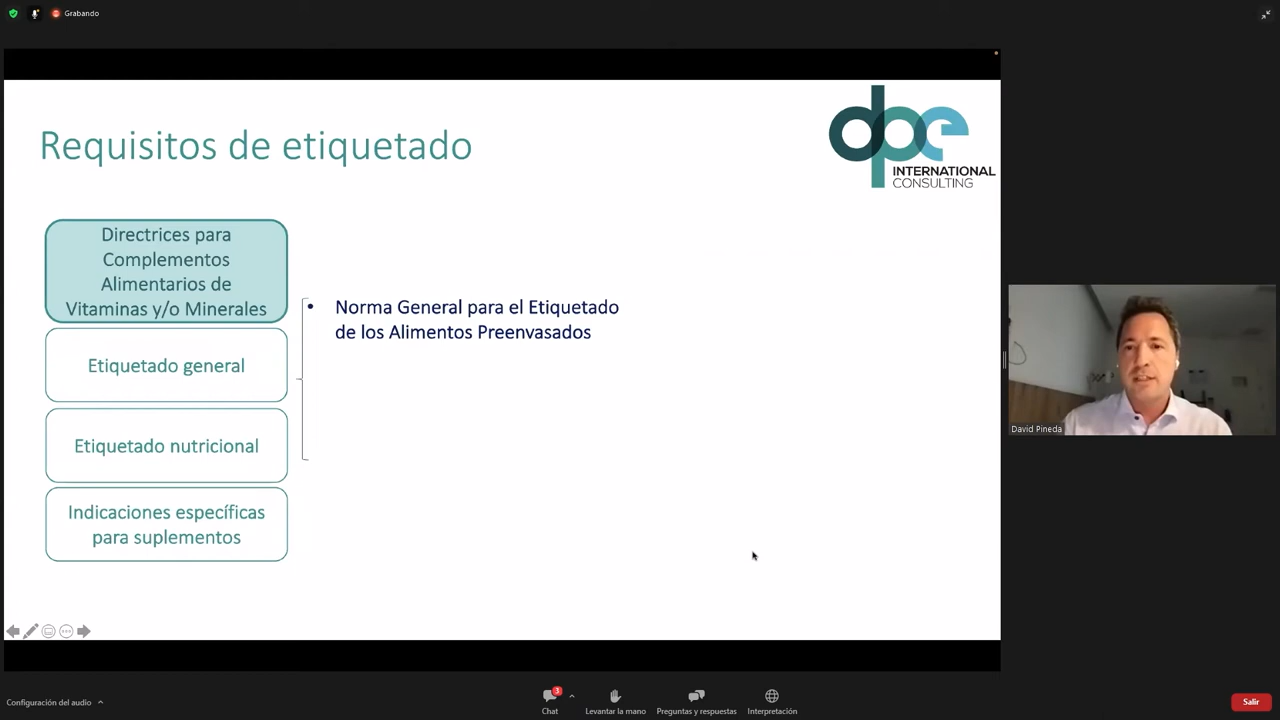 Grabando
Requisitos de etiquetado
dpe
INTERNATIONAL
CONSULTING
Directrices para
Complementos
Alimentarios de
Vitaminas y/o Minerales
• Norma General para el Etiquetado
de los Alimentos Preenvasados
Etiquetado general
Etiquetado nutricional
Indicaciones específicas
para suplementos
David Pineda
Configuración del audio
3
Chat
Levantar la mano
Preguntas y respuestas
Interpretación
Salir